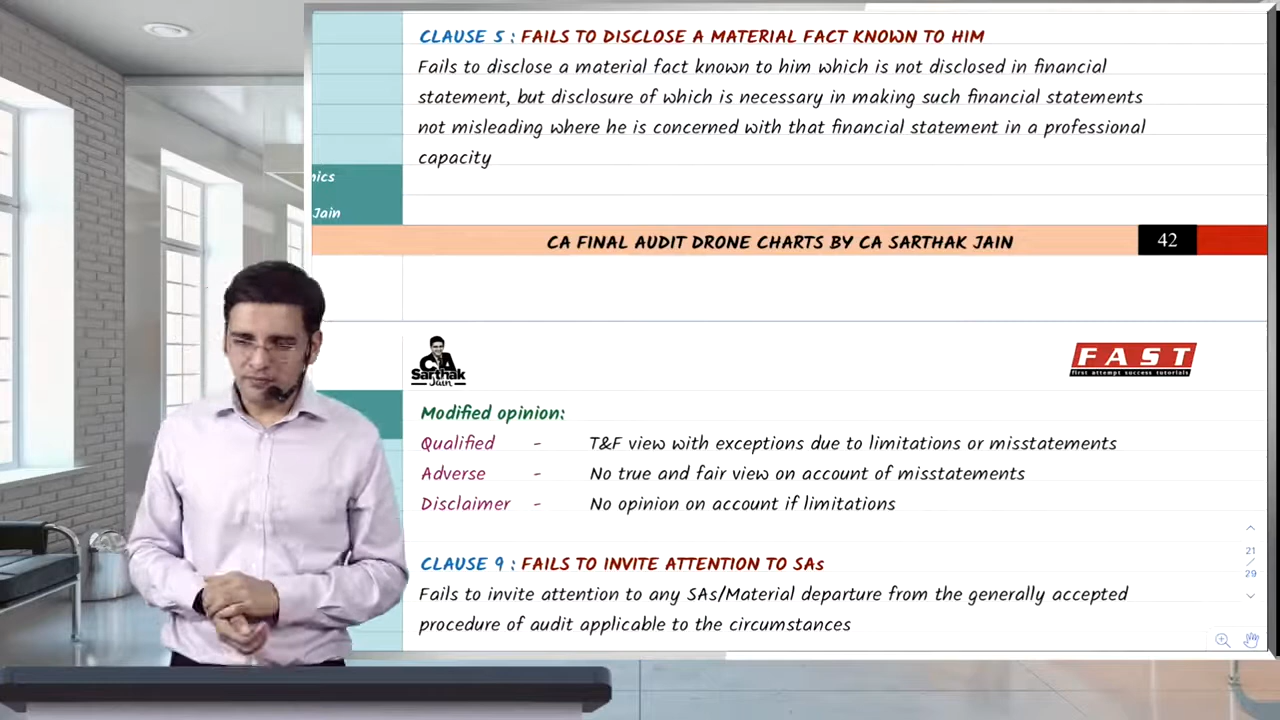 CLAUSE 5 : FAILS TO DISCLOSE A MATERIAL FACT KNOWN TO HIM
Fails to disclose a material fact known to him which is not disclosed in financial
statement, but disclosure of which is necessary in making such financial statements
not misleading where he is concerned with that financial statement in a professional
capacity
nics
Jain
CA FINAL AUDIT DRONE CHARTS BY CA SARTHAK JAIN 42
CA
Sarthak
Jain
FAST
first attempt success tutorials
Modified opinion:
Qualified - T&F view with exceptions due to limitations or misstatements
Adverse - No true and fair view on account of misstatements
Disclaimer - No opinion on account if limitations
CLAUSE 9 : FAILS TO INVITE ATTENTION TO SAs
Fails to invite attention to any SAs/Material departure from the generally accepted
procedure of audit applicable to the circumstances
21
/
29